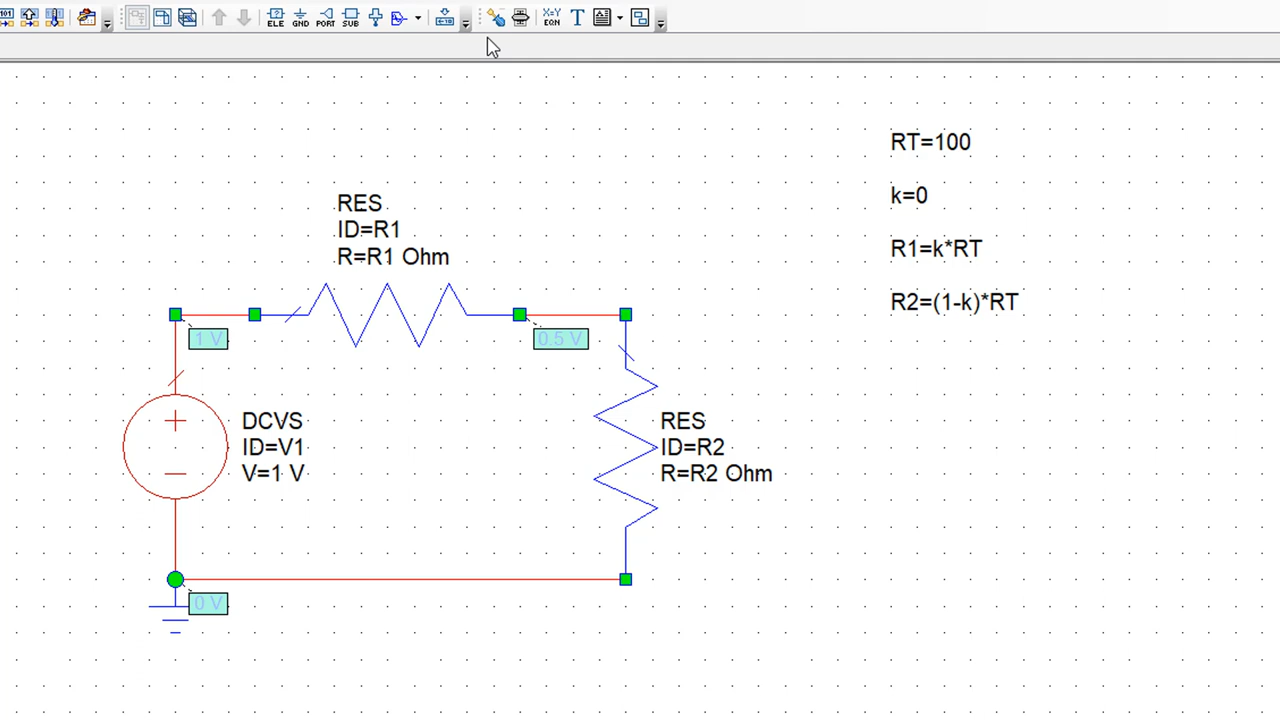 101
ELE GND PORT SUB X=Y EQN T
RT=100
k=0
RES
ID=R1
R=R1 Ohm
R1=k*RT
R2=(1-k)*RT
1 V
0.5 V
DCVS
ID=V1
V=1 V
RES
ID=R2
R=R2 Ohm
0 V